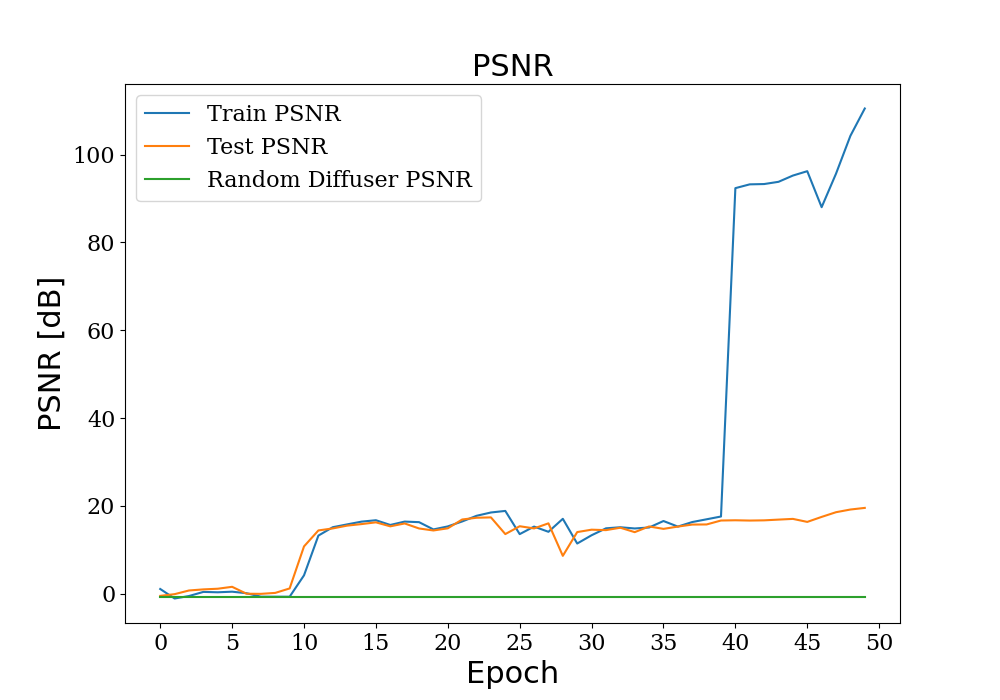 PSNR
Train PSNR
Test PSNR
Random Diffuser PSNR
100
80
60
40
20
0
PSNR [dB]
0 5 10 15 20 25 30 35 40 45 50
Epoch